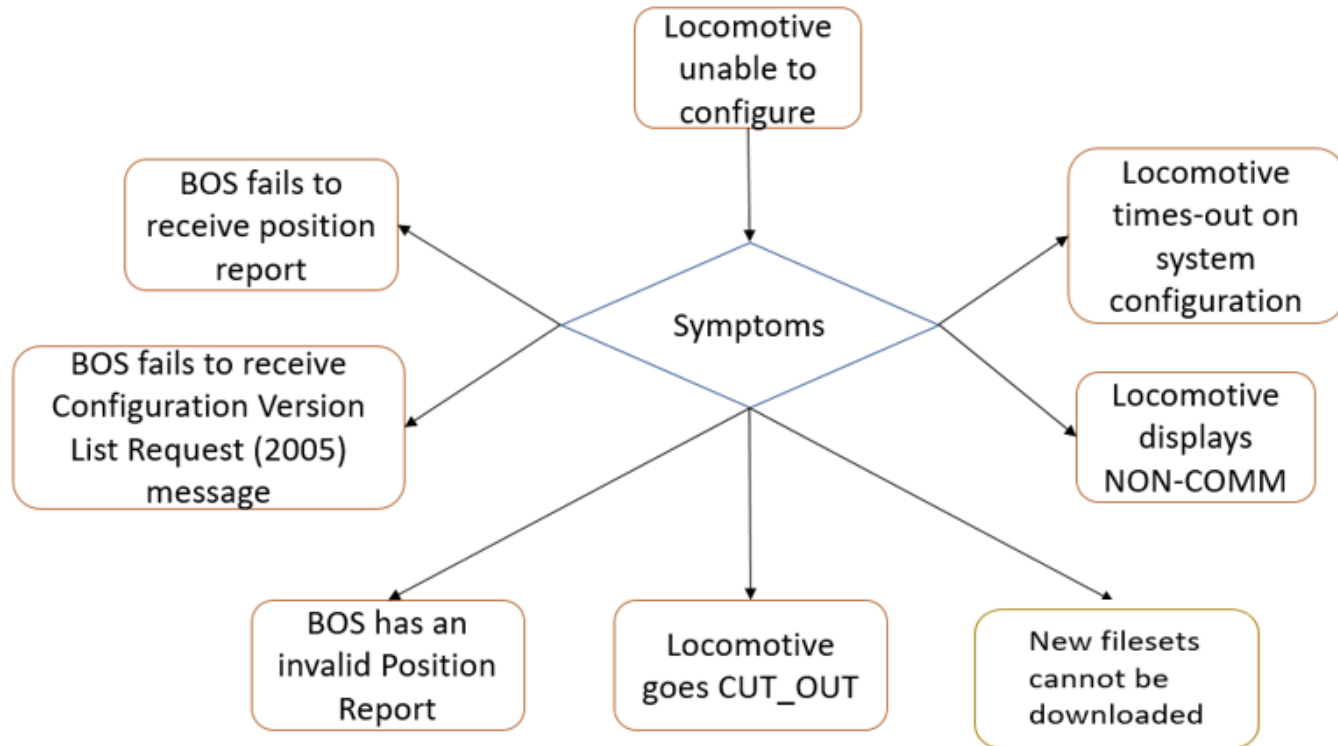 Locomotive
unable to
configure
BOS fails to
receive position
report
Locomotive
times-out on
system
configuration
Symptoms
BOS fails to receive
Configuration Version
List Request (2005)
message
Locomotive
displays
NON-COMM
BOS has an
invalid Position
Report
Locomotive
goes CUT_OUT
New filesets
cannot be
downloaded